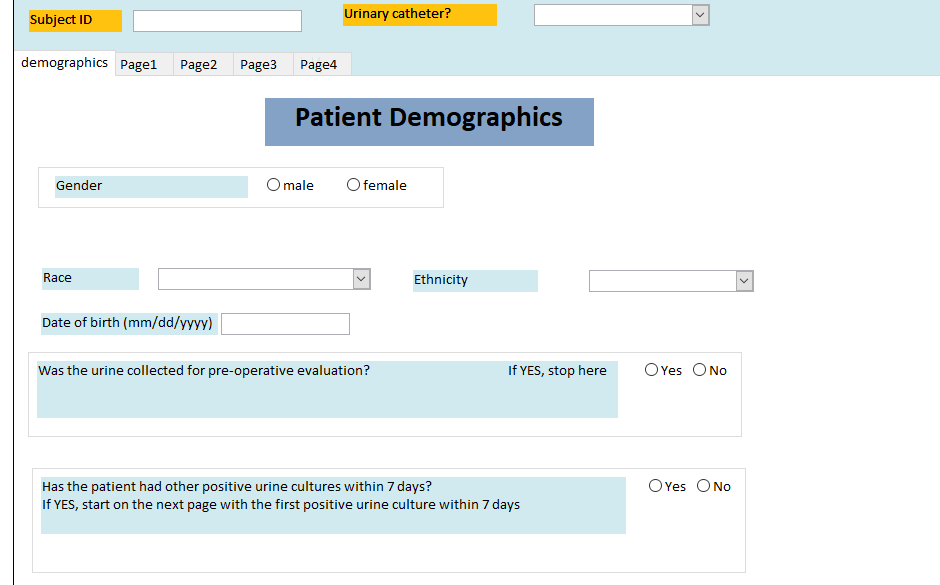 Subject ID
Urinary catheter?
demographics Page1 Page2 Page3 Page4
Patient Demographics
Gender male female
Race
Ethnicity
Date of birth (mm/dd/yyyy)
Was the urine collected for pre-operative evaluation? If YES, stop here Yes No
Has the patient had other positive urine cultures within 7 days? Yes No
If YES, start on the next page with the first positive urine culture within 7 days